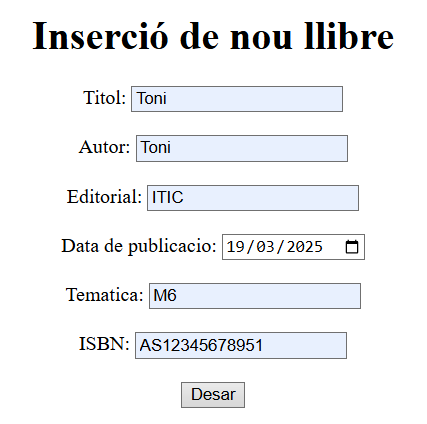 Inserció de nou llibre
Titol: Toni
Autor: Toni
Editorial: ITIC
Data de publicacio: 19/03/2025
Tematica: M6
ISBN: AS12345678951
Desar